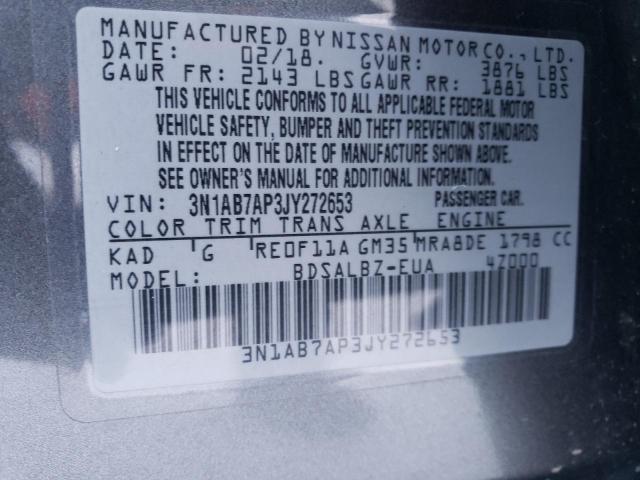 MANUFACTURED BY NISSAN MOTOR CO., LTD.
DATE: 02/18. GVWR: 3876 LBS
GAWR FR: 2143 LBS GAWR RR: 1881 LBS
THIS VEHICLE CONFORMS TO ALL APPLICABLE FEDERAL MOTOR
VEHICLE SAFETY, BUMPER AND THEFT PREVENTION STANDARDS
IN EFFECT ON THE DATE OF MANUFACTURE SHOWN ABOVE.
SEE OWNER'S MANUAL FOR ADDITIONAL INFORMATION.
VIN: 3N1AB7AP3JY272653 PASSENGER CAR.
COLOR TRIM TRANS AXLE ENGINE
KAD G RE0F11A GM35 MRA8DE 1798 CC
MODEL: BDSALBZ-EUA 4Z000
3N1AB7AP3JY272653